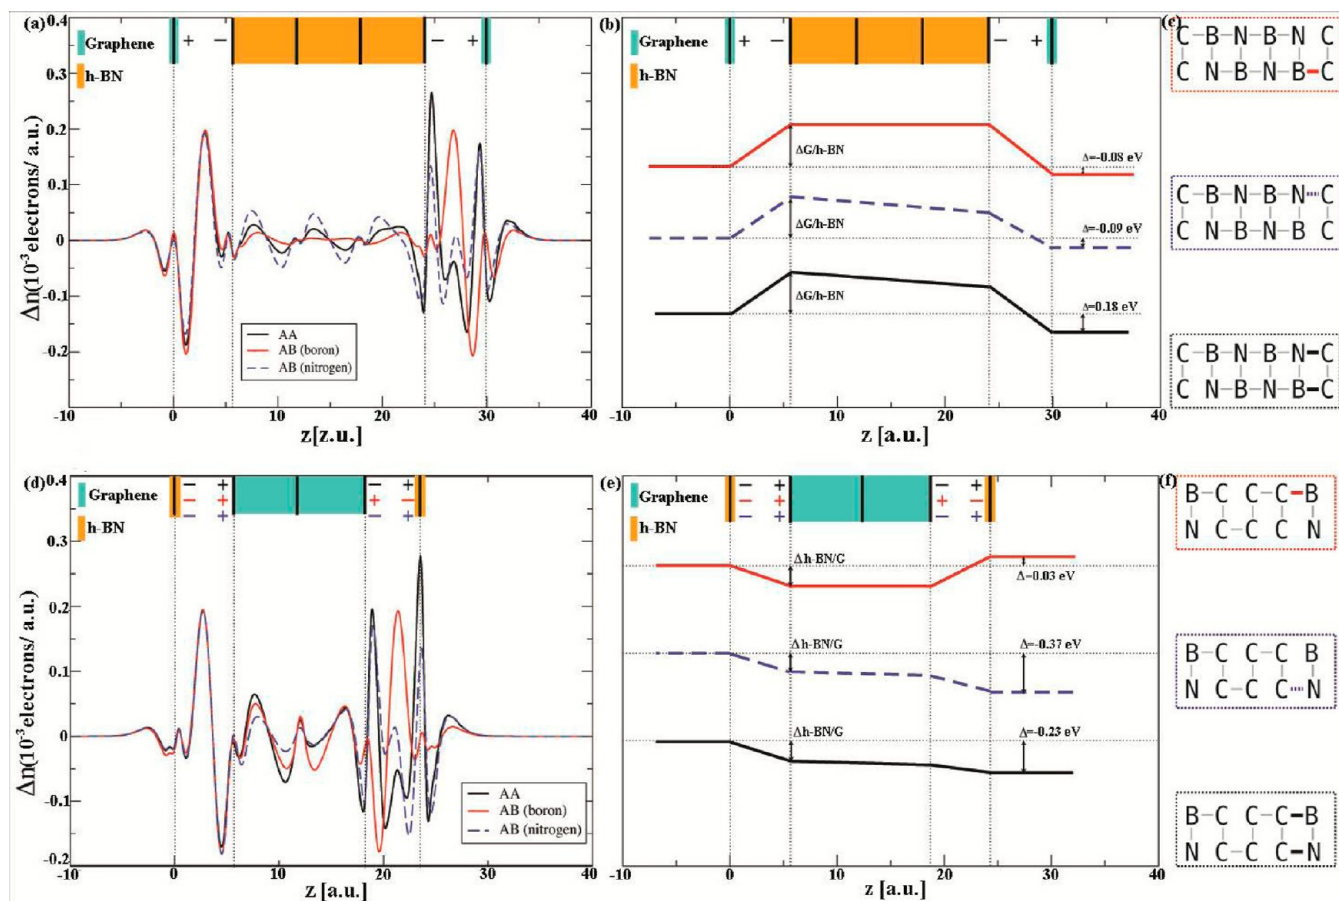 (a)
0.4
0.3
0.2
0.1
0
-0.1
-0.2
Δn(10⁻³ electrons/ a.u.)
Graphene
h-BN
+ − − +
AA
AB (boron)
AB (nitrogen)
-10 0 10 20 30 40
z[z.u.]
(b)
Graphene
h-BN
+ − − +
ΔG/h-BN
Δ=-0.08 eV
ΔG/h-BN
Δ=-0.09 eV
ΔG/h-BN
Δ=0.18 eV
-10 0 10 20 30 40
z [a.u.]
(c)
C B N B N C
C N B N B C
C B N B N C
C N B N B C
C B N B N C
C N B N B C
(d)
0.4
0.3
0.2
0.1
0
-0.1
-0.2
Δn(10⁻³ electrons/ a.u.)
Graphene
h-BN
− + − +
− + + −
− + − +
AA
AB (boron)
AB (nitrogen)
-10 0 10 20 30 40
z [a.u.]
(e)
Graphene
h-BN
− + − +
− + + −
− + − +
Δh-BN/G
Δ=0.03 eV
Δh-BN/G
Δ=-0.37 eV
Δh-BN/G
Δ=-0.23 eV
-10 0 10 20 30 40
z [a.u.]
(f)
B C C C B
N C C C N
B C C C B
N C C C N
B C C C B
N C C C N